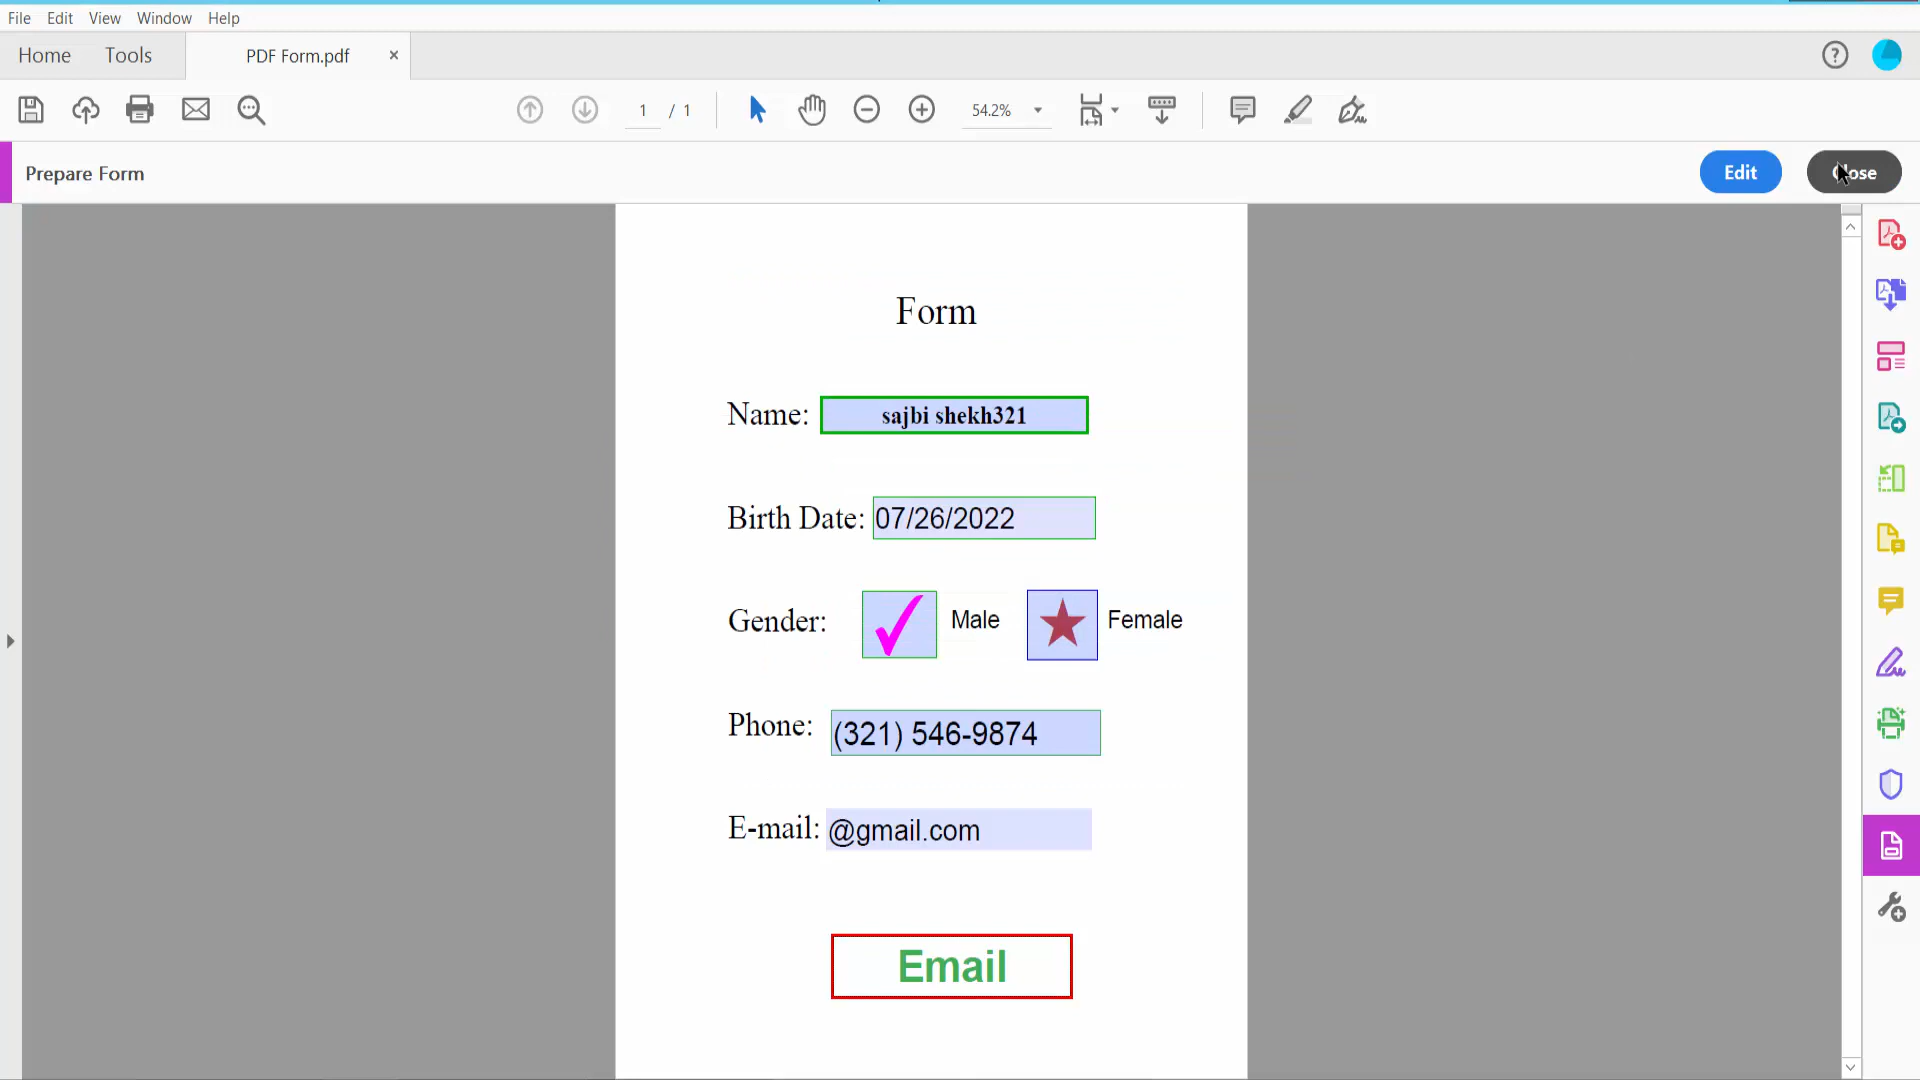 File Edit View Window Help
Home Tools PDF Form.pdf ×
1 / 1 54.2%
Prepare Form Edit
Form
Name: sajbi shekh321
Birth Date: 07/26/2022
Gender: Male Female
Phone: (321) 546-9874
E-mail: @gmail.com
Email